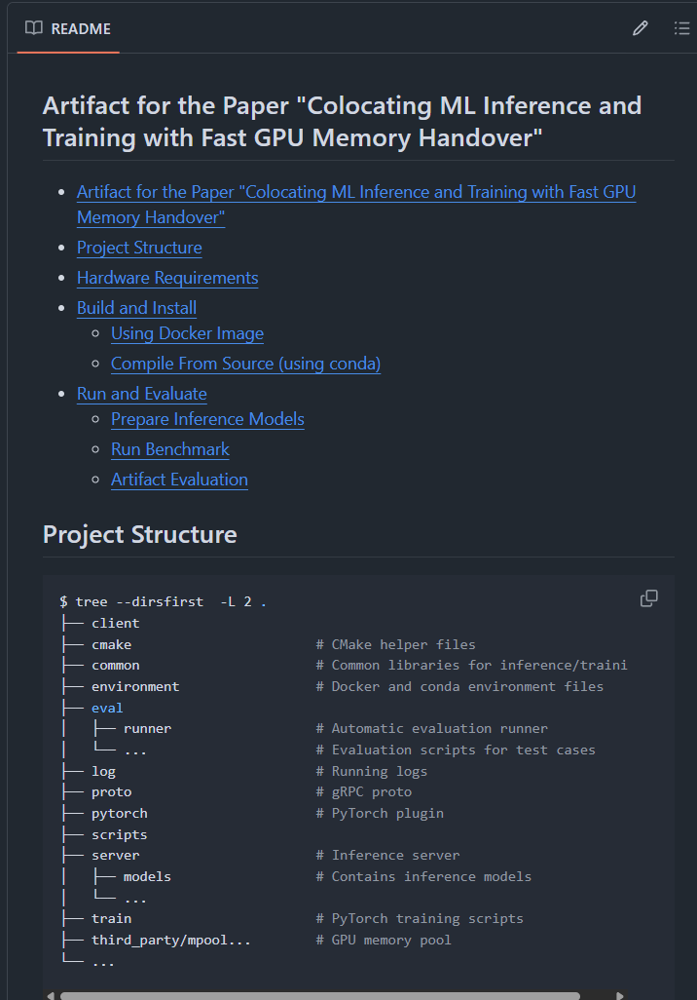 README
Artifact for the Paper "Colocating ML Inference and
Training with Fast GPU Memory Handover"
Artifact for the Paper "Colocating ML Inference and Training with Fast GPU
Memory Handover"
Project Structure
Hardware Requirements
Build and Install
Using Docker Image
Compile From Source (using conda)
Run and Evaluate
Prepare Inference Models
Run Benchmark
Artifact Evaluation
Project Structure
$ tree --dirsfirst  -L 2 .
├── client
├── cmake                       # CMake helper files
├── common                      # Common libraries for inference/traini
├── environment                 # Docker and conda environment files
├── eval
│   ├── runner                  # Automatic evaluation runner
│   └── ...                     # Evaluation scripts for test cases
├── log                         # Running logs
├── proto                       # gRPC proto
├── pytorch                     # PyTorch plugin
├── scripts
├── server                      # Inference server
│   ├── models                  # Contains inference models
│   └── ...
├── train                       # PyTorch training scripts
├── third_party/mpool...        # GPU memory pool
└── ...